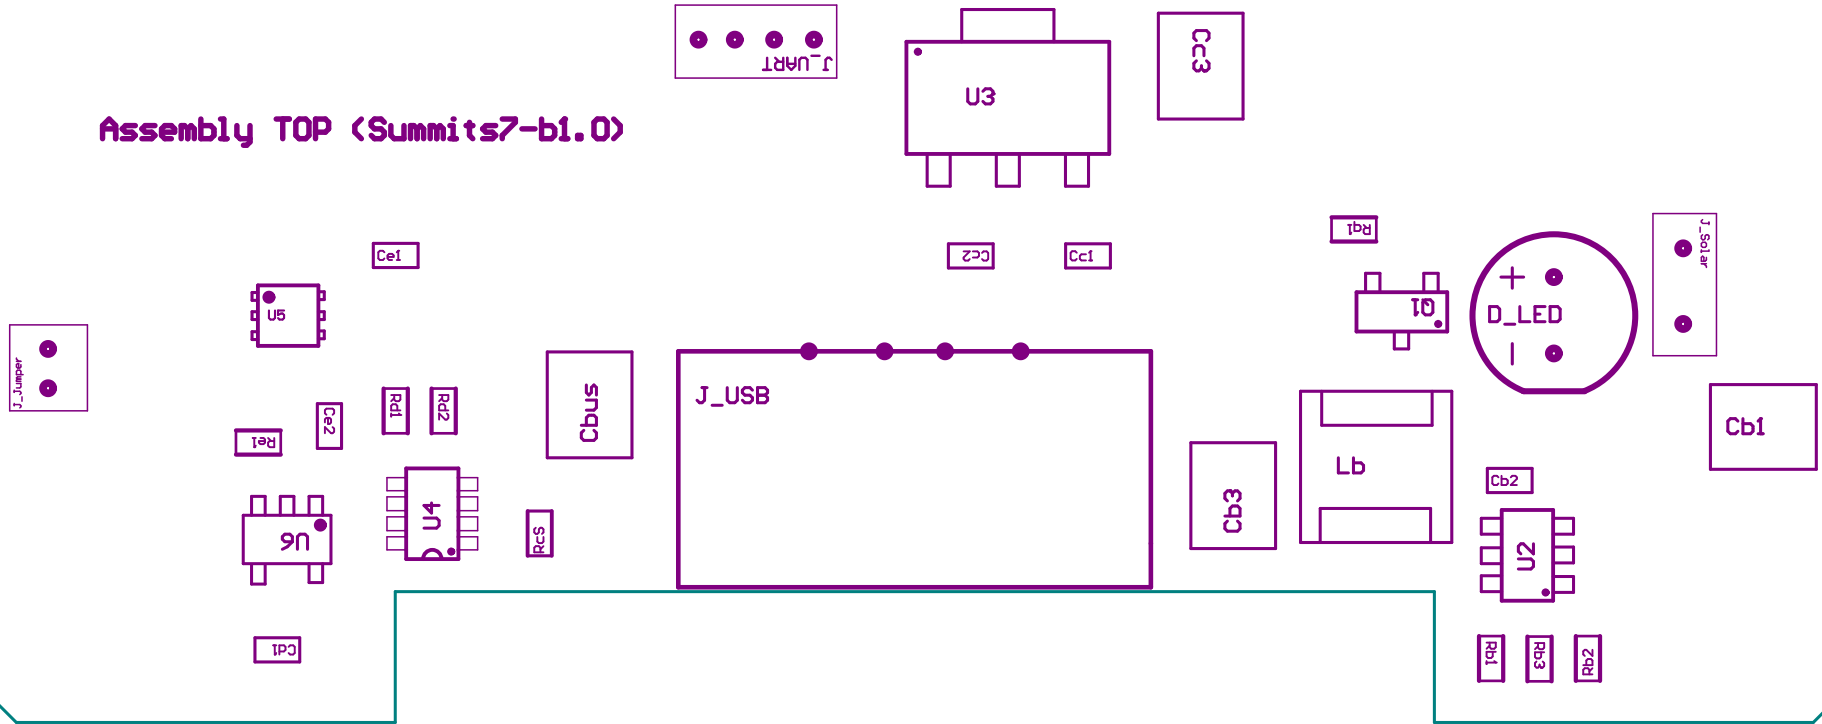 J_UART
U3
Cc3
Assembly TOP (Summits7-b1.0)
Ce1
Cc2
Cc1
Rq1
J_Solar
U5
Q1
+
D_LED
−
J_Jumper
Rd1
Rd2
Cbus
J_USB
Ce2
Re1
Cb1
Lb
Cb2
U4
Cb3
U6
RcS
U2
Cd1
Rb1
Rb3
Rb2